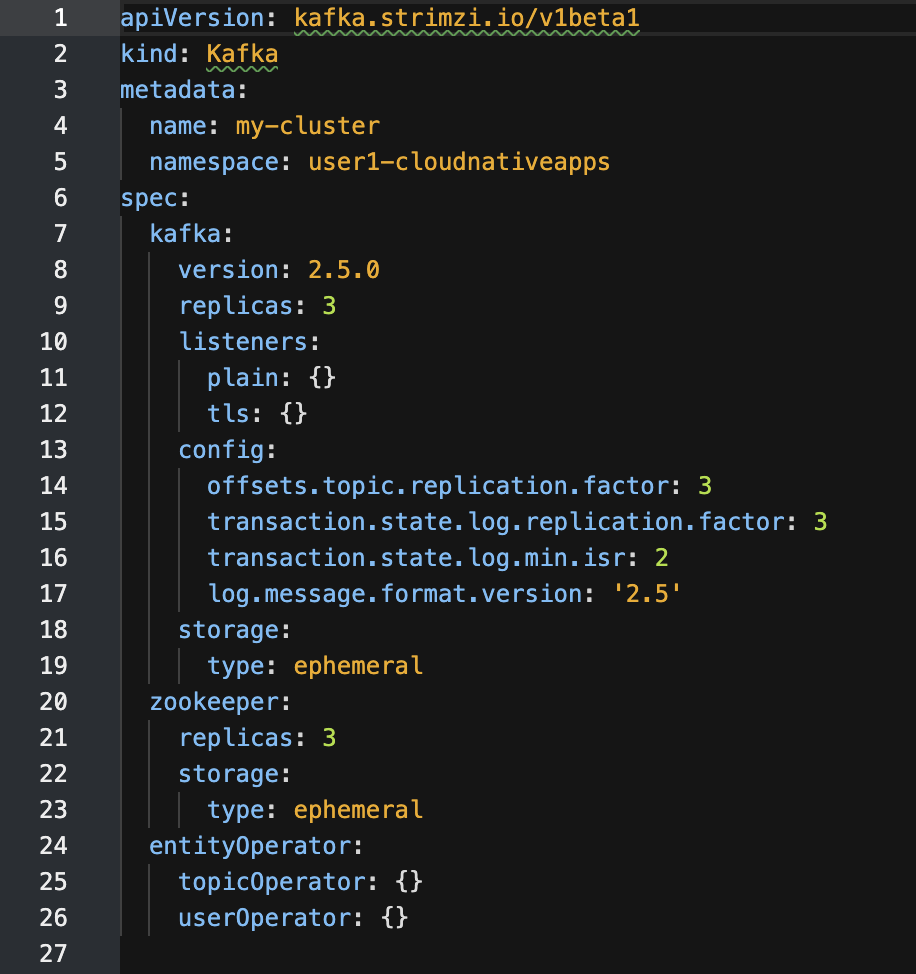 1 apiVersion: kafka.strimzi.io/v1beta1
2 kind: Kafka
3 metadata:
4   name: my-cluster
5   namespace: user1-cloudnativeapps
6 spec:
7   kafka:
8     version: 2.5.0
9     replicas: 3
10     listeners:
11       plain: {}
12       tls: {}
13     config:
14       offsets.topic.replication.factor: 3
15       transaction.state.log.replication.factor: 3
16       transaction.state.log.min.isr: 2
17       log.message.format.version: '2.5'
18     storage:
19       type: ephemeral
20   zookeeper:
21     replicas: 3
22     storage:
23       type: ephemeral
24   entityOperator:
25     topicOperator: {}
26     userOperator: {}
27